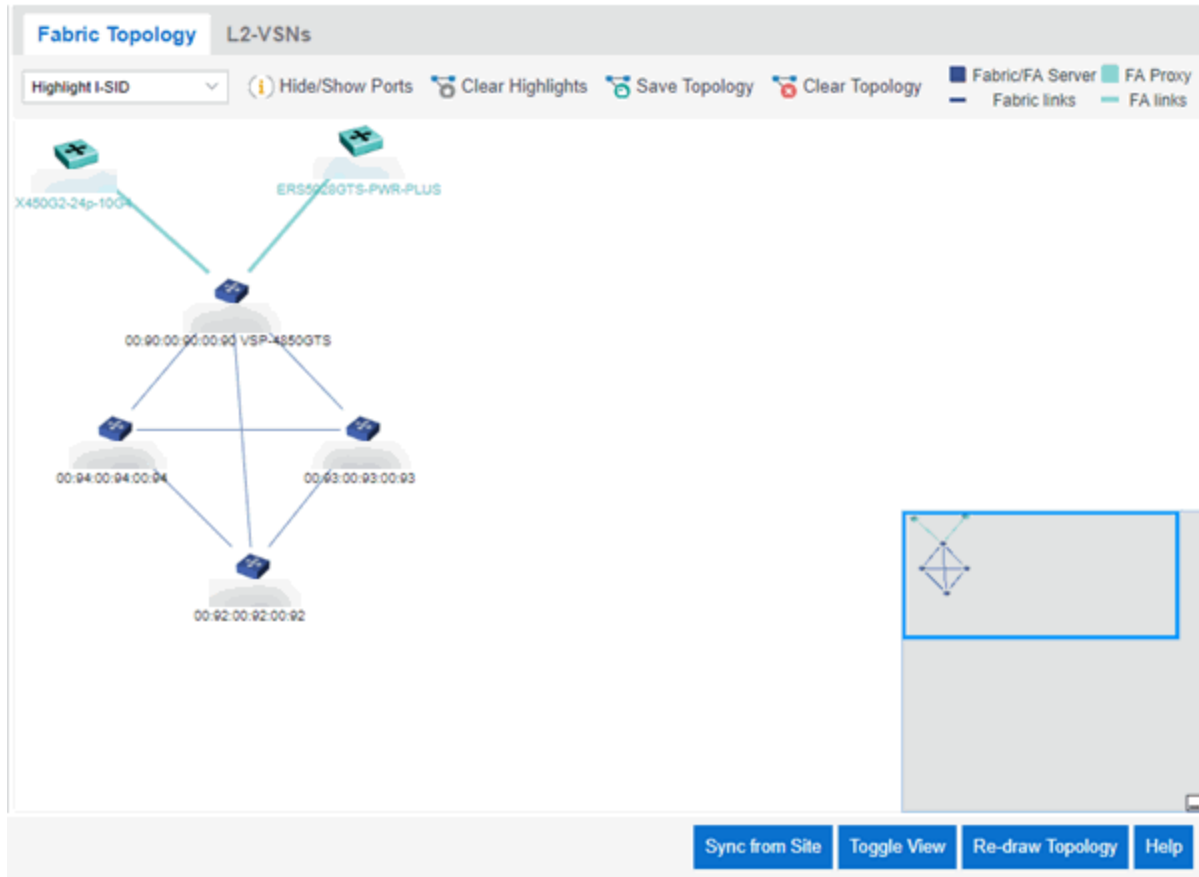 Fabric Topology L2-VSNs
Highlight I-SID Hide/Show Ports Clear Highlights Save Topology Clear Topology Fabric/FA Server FA Proxy
Fabric links FA links
ERS5928GTS-PWR-PLUS
X450G2-24p-10G4
00:90:00:90:00:90 VSP-4850GTS
00:94:00:94:00:94 00:93:00:93:00:93
00:92:00:92:00:92
Sync from Site Toggle View Re-draw Topology Help